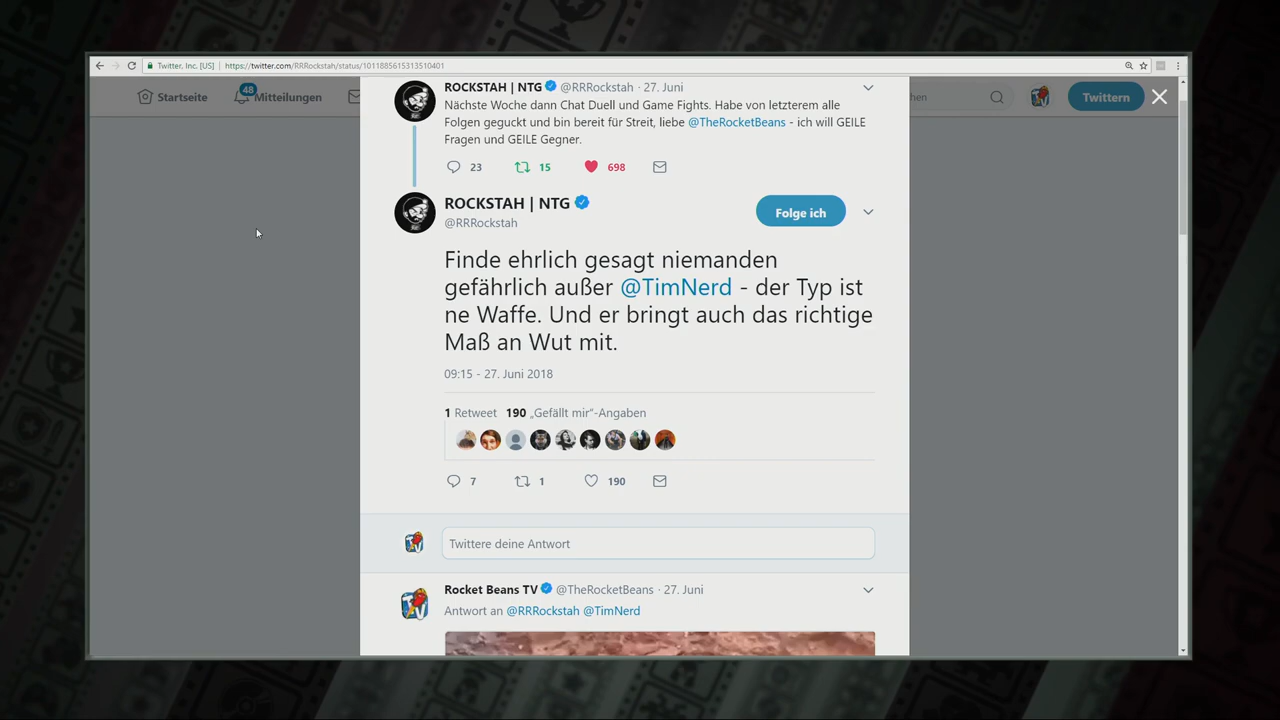 Twitter, Inc. [US] | https://twitter.com/RRRockstah/status/1011885615313510401
Startseite
48
Mitteilungen
hen
Twittern
ROCKSTAH | NTG @RRRockstah · 27. Juni
Nächste Woche dann Chat Duell und Game Fights. Habe von letzterem alle
Folgen geguckt und bin bereit für Streit, liebe @TheRocketBeans - ich will GEILE
Fragen und GEILE Gegner.
23 15 698
ROCKSTAH | NTG
@RRRockstah
Folge ich
Finde ehrlich gesagt niemanden
gefährlich außer @TimNerd - der Typ ist
ne Waffe. Und er bringt auch das richtige
Maß an Wut mit.
09:15 - 27. Juni 2018
1 Retweet 190 „Gefällt mir“-Angaben
7 1 190
Twittere deine Antwort
Rocket Beans TV @TheRocketBeans · 27. Juni
Antwort an @RRRockstah @TimNerd